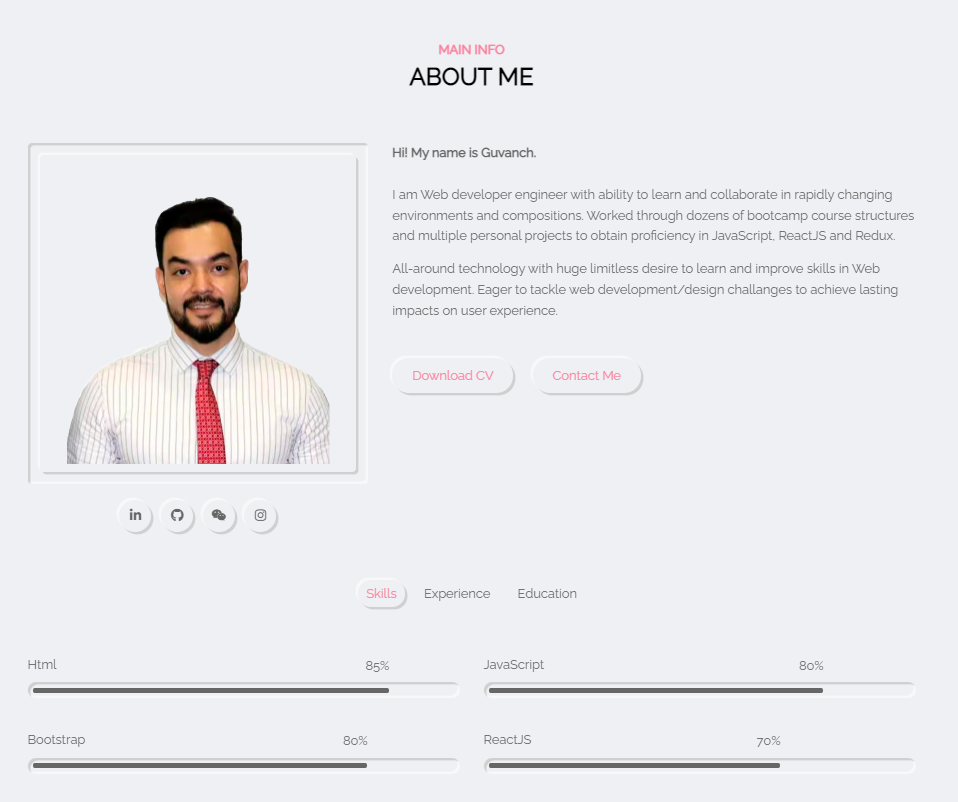 MAIN INFO
ABOUT ME
Hi! My name is Guvanch.
I am Web developer engineer with ability to learn and collaborate in rapidly changing
environments and compositions. Worked through dozens of bootcamp course structures
and multiple personal projects to obtain proficiency in JavaScript, ReactJS and Redux.
All-around technology with huge limitless desire to learn and improve skills in Web
development. Eager to tackle web development/design challanges to achieve lasting
impacts on user experience.
Download CV
Contact Me
in
Skills
Experience
Education
Html
85%
JavaScript
80%
Bootstrap
80%
ReactJS
70%